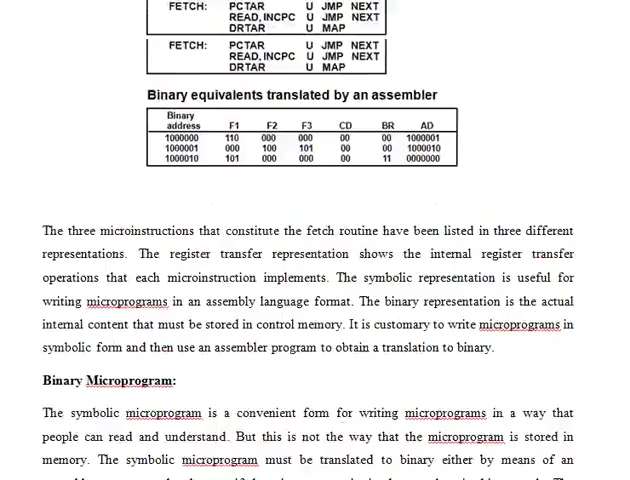 FETCH: PCTAR U JMP NEXT
READ, INCPC U JMP NEXT
DRTAR U MAP
FETCH: PCTAR U JMP NEXT
READ, INCPC U JMP NEXT
DRTAR U MAP
Binary equivalents translated by an assembler
Binary address F1 F2 F3 CD BR AD
1000000 110 000 000 00 00 1000001
1000001 000 100 101 00 00 1000010
1000010 101 000 000 00 11 0000000
The three microinstructions that constitute the fetch routine have been listed in three different
representations. The register transfer representation shows the internal register transfer
operations that each microinstruction implements. The symbolic representation is useful for
writing microprograms in an assembly language format. The binary representation is the actual
internal content that must be stored in control memory. It is customary to write microprograms in
symbolic form and then use an assembler program to obtain a translation to binary.
Binary Microprogram:
The symbolic microprogram is a convenient form for writing microprograms in a way that
people can read and understand. But this is not the way that the microprogram is stored in
memory. The symbolic microprogram must be translated to binary either by means of an